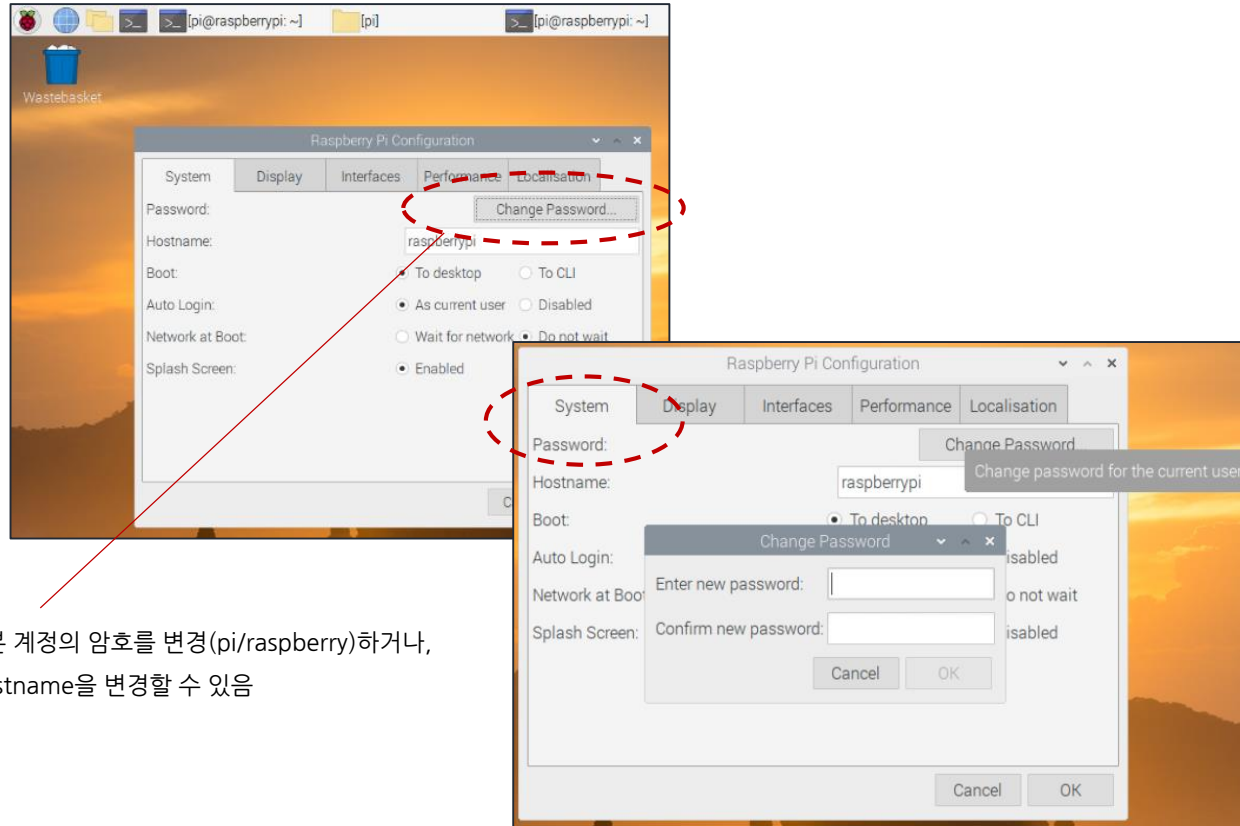 [pi@raspberrypi: ~] [pi] [pi@raspberrypi: ~]
Wastebasket
Raspberry Pi Configuration
System Display Interfaces Performance Localisation
Password: Change Password...
Hostname: raspberrypi
Boot: To desktop To CLI
Auto Login: As current user Disabled
Network at Boot: Wait for network Do not wait
Splash Screen: Enabled
C
계정의 암호를 변경(pi/raspberry)하거나,
stname을 변경할 수 있음
Raspberry Pi Configuration
System Display Interfaces Performance Localisation
Password: Change Password
Change password for the current user
Hostname: raspberrypi
Boot: To desktop To CLI
Auto Login: isabled
Network at Boot o not wait
Splash Screen: isabled
Change Password
Enter new password:
Confirm new password:
Cancel OK
Cancel OK